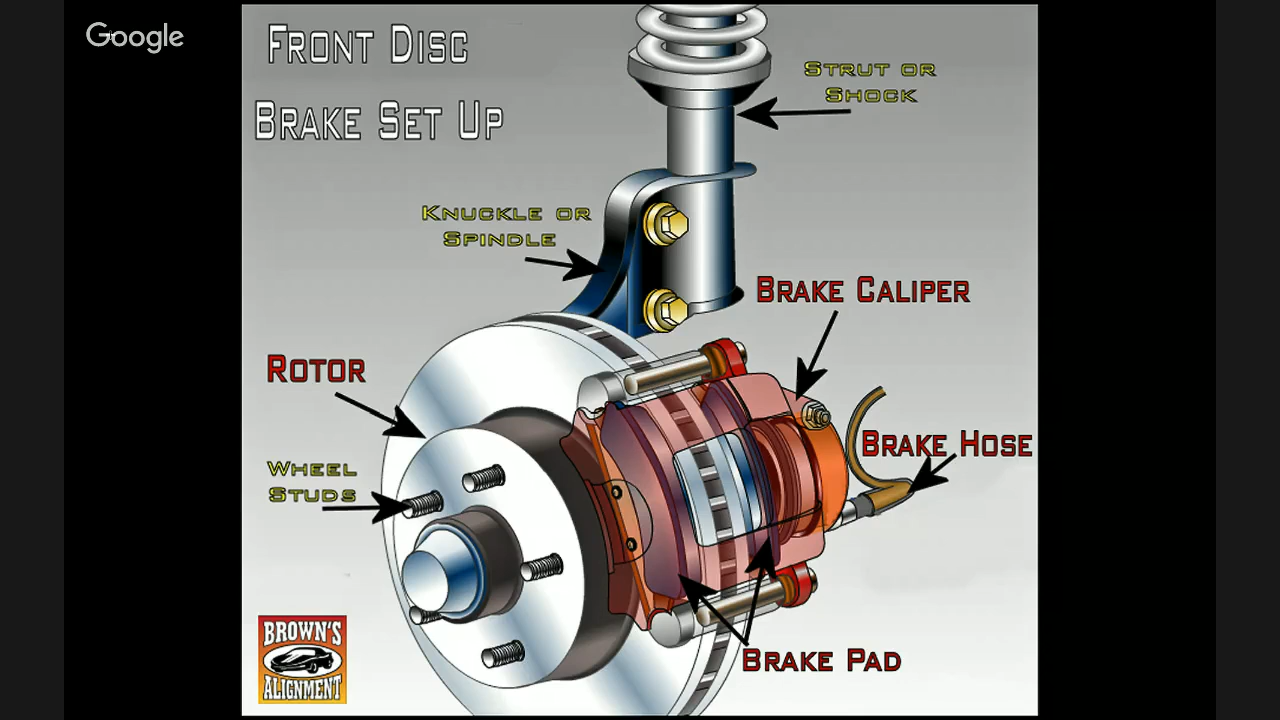 Google
FRONT DISC
BRAKE SET UP
STRUT OR
SHOCK
KNUCKLE OR
SPINDLE
BRAKE CALIPER
ROTOR
BRAKE HOSE
WHEEL
STUDS
BRAKE PAD
BROWN'S
ALIGNMENT